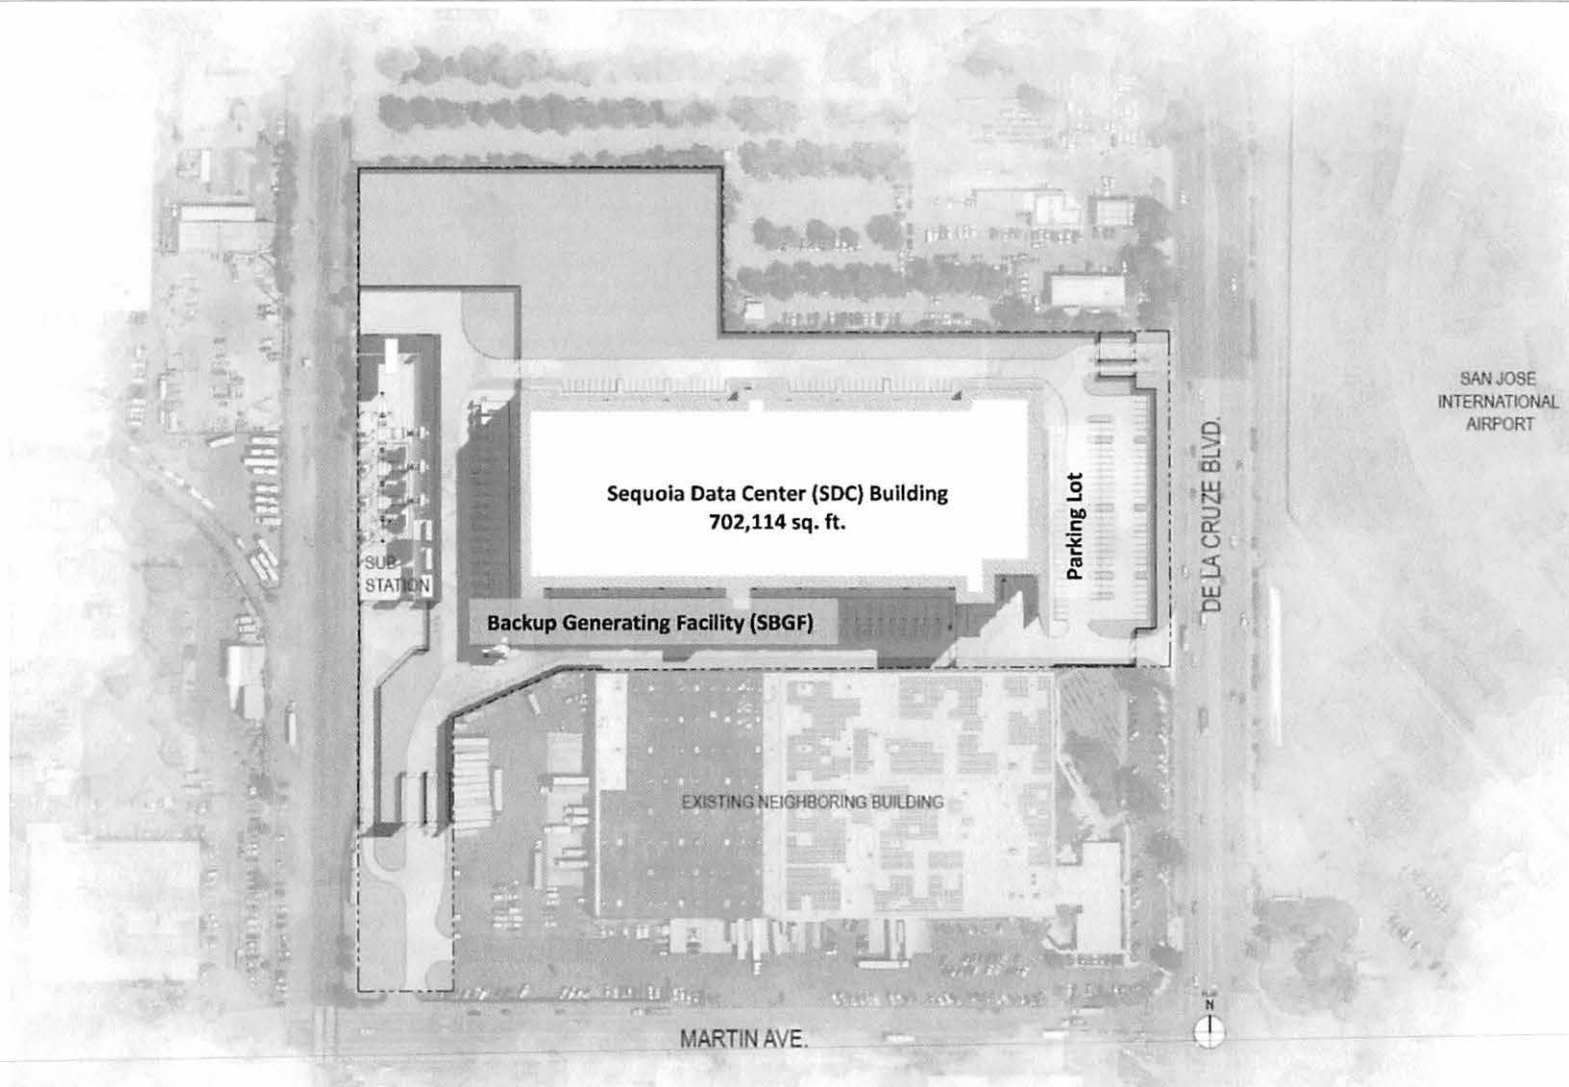 SAN JOSE
INTERNATIONAL
AIRPORT
DE LA CRUZE BLVD.
Sequoia Data Center (SDC) Building
702,114 sq. ft.
Parking Lot
SUB
STATION
Backup Generating Facility (SBGF)
EXISTING NEIGHBORING BUILDING
N
MARTIN AVE.